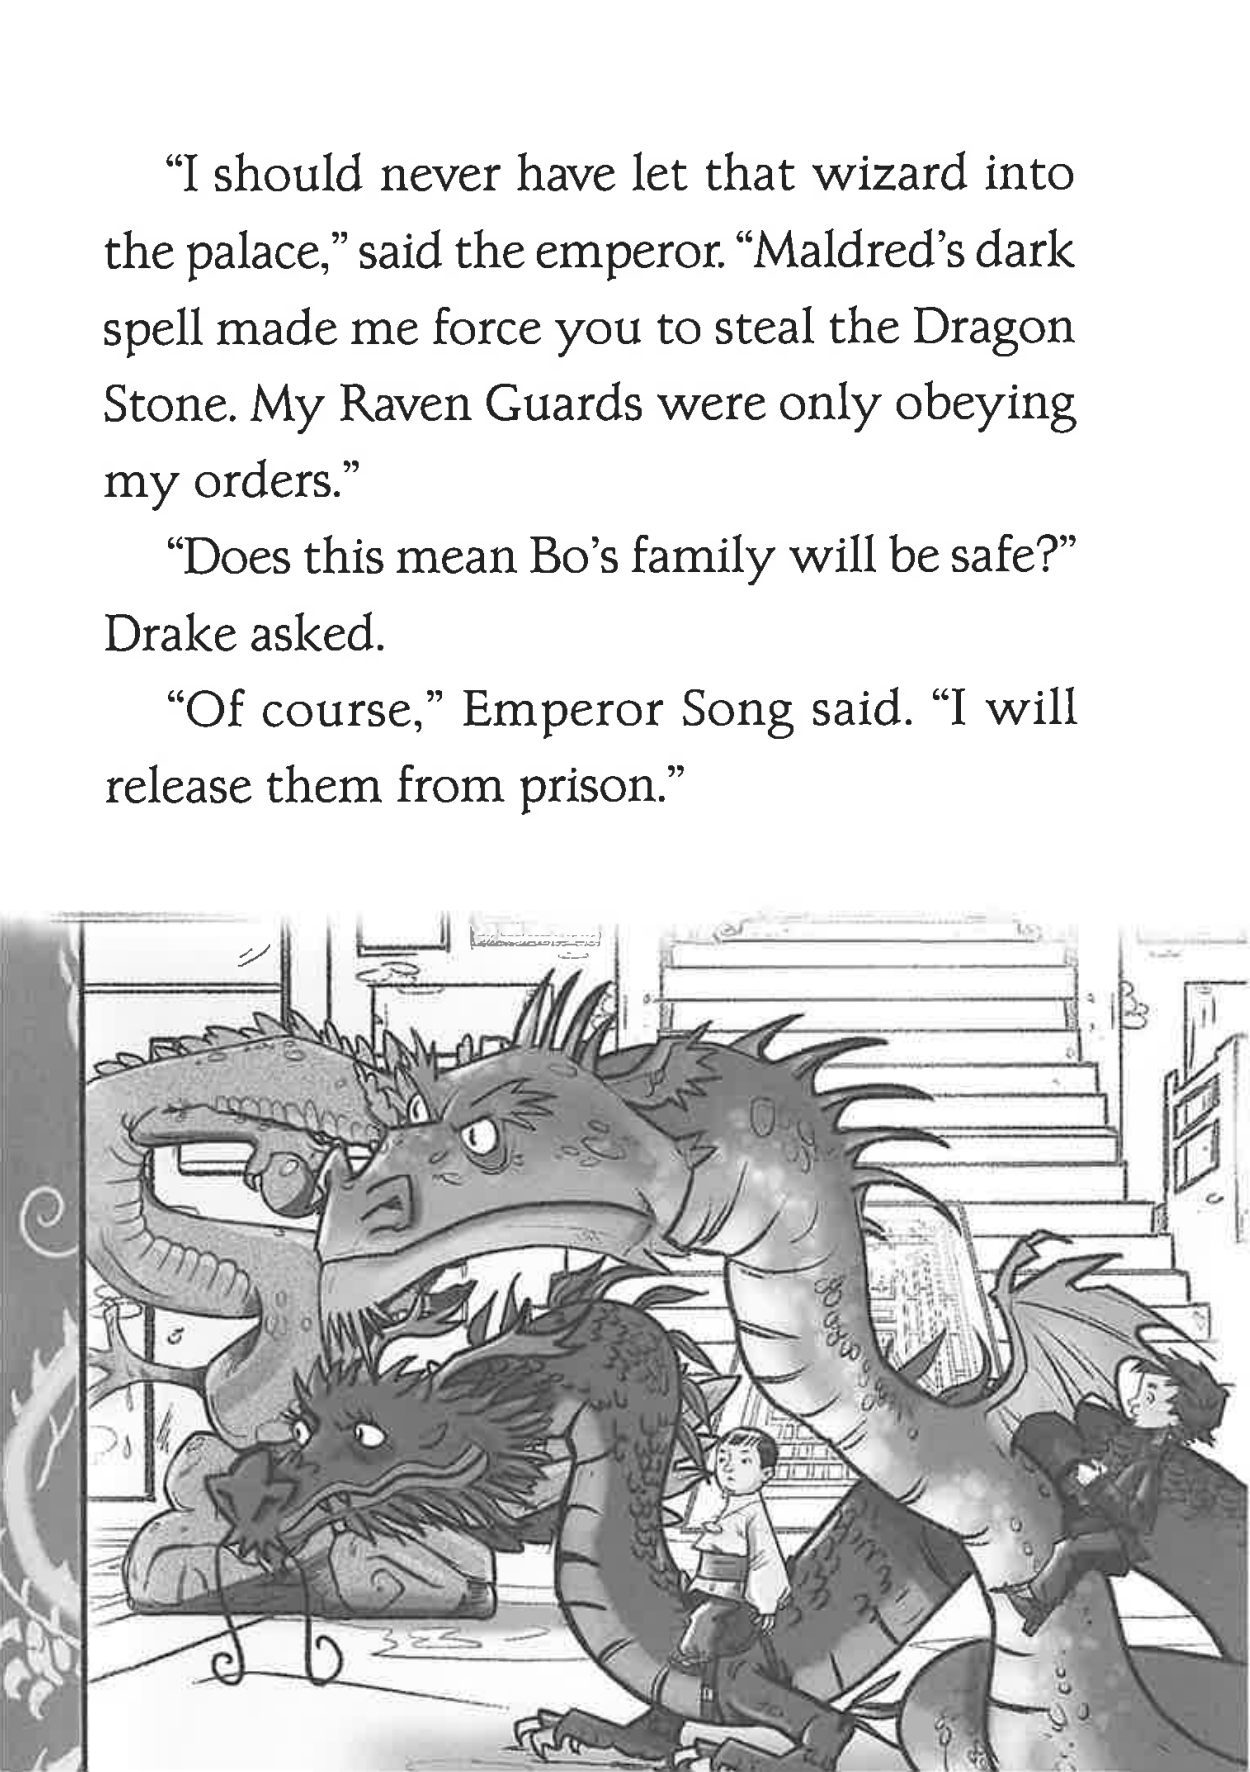 “I should never have let that wizard into
the palace,” said the emperor. “Maldred’s dark
spell made me force you to steal the Dragon
Stone. My Raven Guards were only obeying
my orders.”
“Does this mean Bo’s family will be safe?”
Drake asked.
“Of course,” Emperor Song said. “I will
release them from prison.”